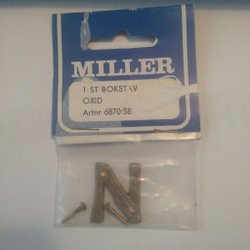 MILLER
1 ST BOKSTAV
OXID
Artnr 6870-SB
N